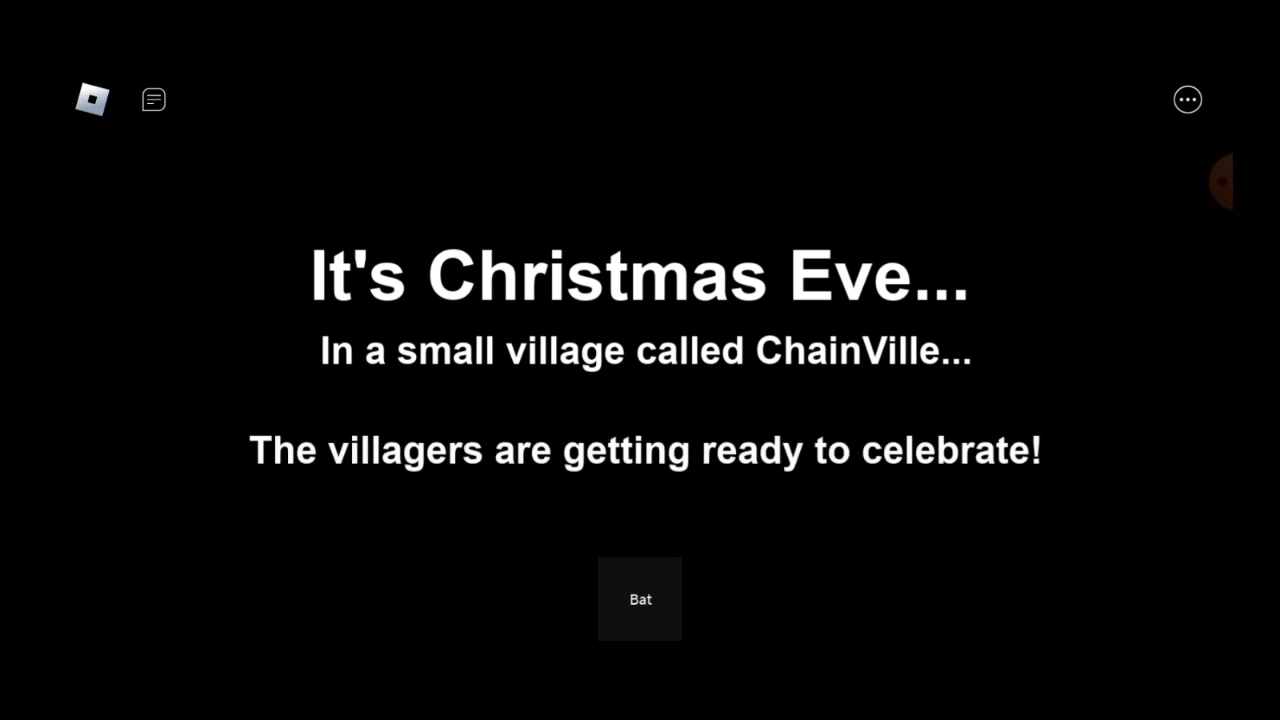 It's Christmas Eve...
In a small village called ChainVille...
The villagers are getting ready to celebrate!
Bat